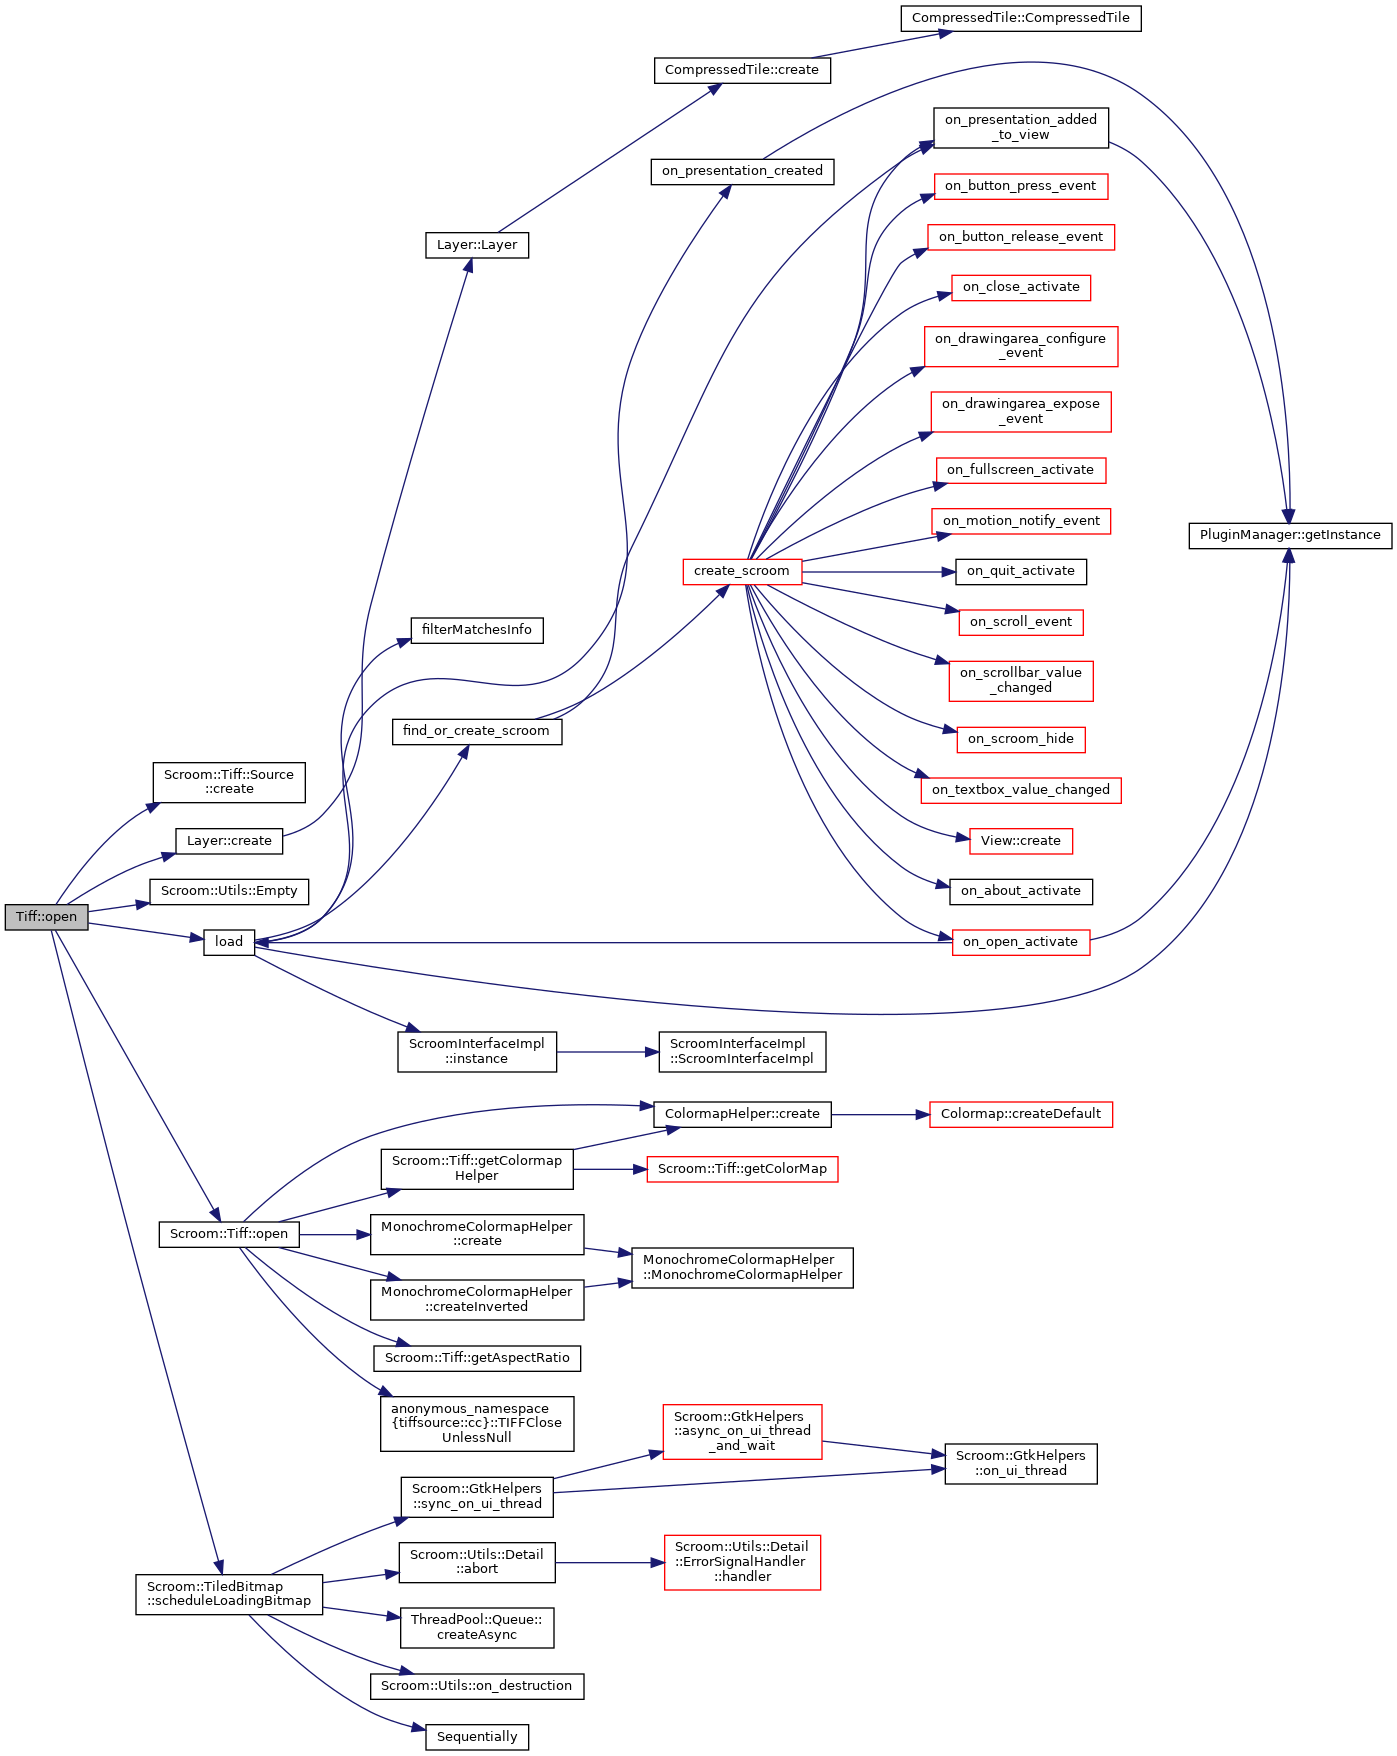 CompressedTile::CompressedTile
CompressedTile::create
on_presentation_added
_to_view
on_presentation_created
on_button_press_event
on_button_release_event
Layer::Layer
on_close_activate
on_drawingarea_configure
_event
on_drawingarea_expose
_event
on_fullscreen_activate
on_motion_notify_event
PluginManager::getInstance
create_scroom
on_quit_activate
on_scroll_event
filterMatchesInfo
on_scrollbar_value
_changed
find_or_create_scroom
on_scroom_hide
Scroom::Tiff::Source
::create
on_textbox_value_changed
Layer::create
View::create
Scroom::Utils::Empty
on_about_activate
Tiff::open
load
on_open_activate
ScroomInterfaceImpl
::instance
ScroomInterfaceImpl
::ScroomInterfaceImpl
ColormapHelper::create
Colormap::createDefault
Scroom::Tiff::getColormap
Helper
Scroom::Tiff::getColorMap
Scroom::Tiff::open
MonochromeColormapHelper
::create
MonochromeColormapHelper
::MonochromeColormapHelper
MonochromeColormapHelper
::createInverted
Scroom::Tiff::getAspectRatio
anonymous_namespace
{tiffsource::cc}::TIFFClose
UnlessNull
Scroom::GtkHelpers
::async_on_ui_thread
_and_wait
Scroom::GtkHelpers
::on_ui_thread
Scroom::GtkHelpers
::sync_on_ui_thread
Scroom::Utils::Detail
::abort
Scroom::Utils::Detail
::ErrorSignalHandler
::handler
Scroom::TiledBitmap
::scheduleLoadingBitmap
ThreadPool::Queue::
createAsync
Scroom::Utils::on_destruction
Sequentially